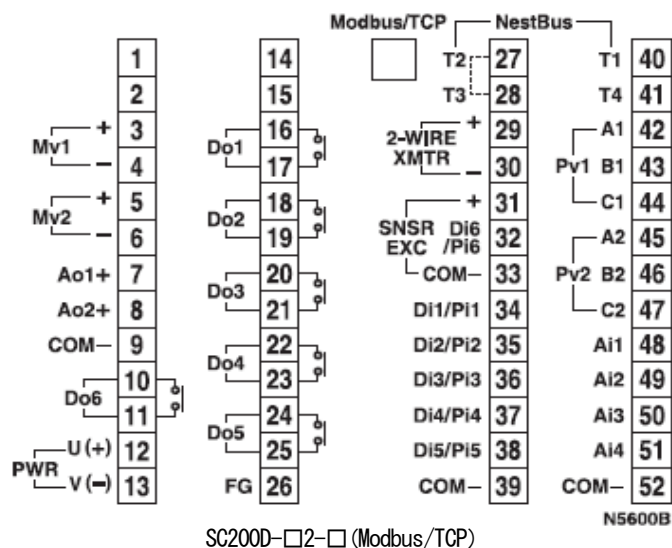 Modbus/TCP NestBus
1 14 T2 27 T1 40
2 15 T3 28 T4 41
Mv1 + 3 Do1 16 2-WIRE XMTR + 29 Pv1 A1 42
− 4 17 − 30 B1 43
Mv2 + 5 Do2 18 SNSR EXC + 31 C1 44
− 6 19 Di6/Pi6 32 Pv2 A2 45
Ao1+ 7 Do3 20 COM− 33 B2 46
Ao2+ 8 21 Di1/Pi1 34 C2 47
COM− 9 Do4 22 Di2/Pi2 35 Ai1 48
Do6 10 23 Di3/Pi3 36 Ai2 49
11 Do5 24 Di4/Pi4 37 Ai3 50
PWR U(+) 12 25 Di5/Pi5 38 Ai4 51
V(−) 13 FG 26 COM− 39 COM− 52
N5600B
SC200D-□2-□ (Modbus/TCP)